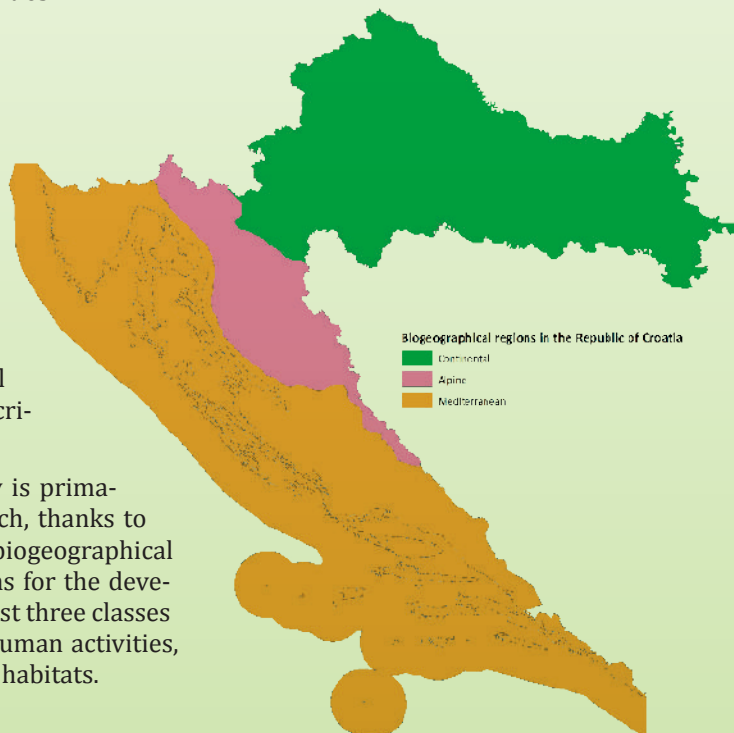 Biogeographical regions in the Republic of Croatia
Continental
Alpine
Mediterranean
cri-
is prima-
ch, thanks to
biogeographical
ns for the deve-
st three classes
uman activities,
habitats.